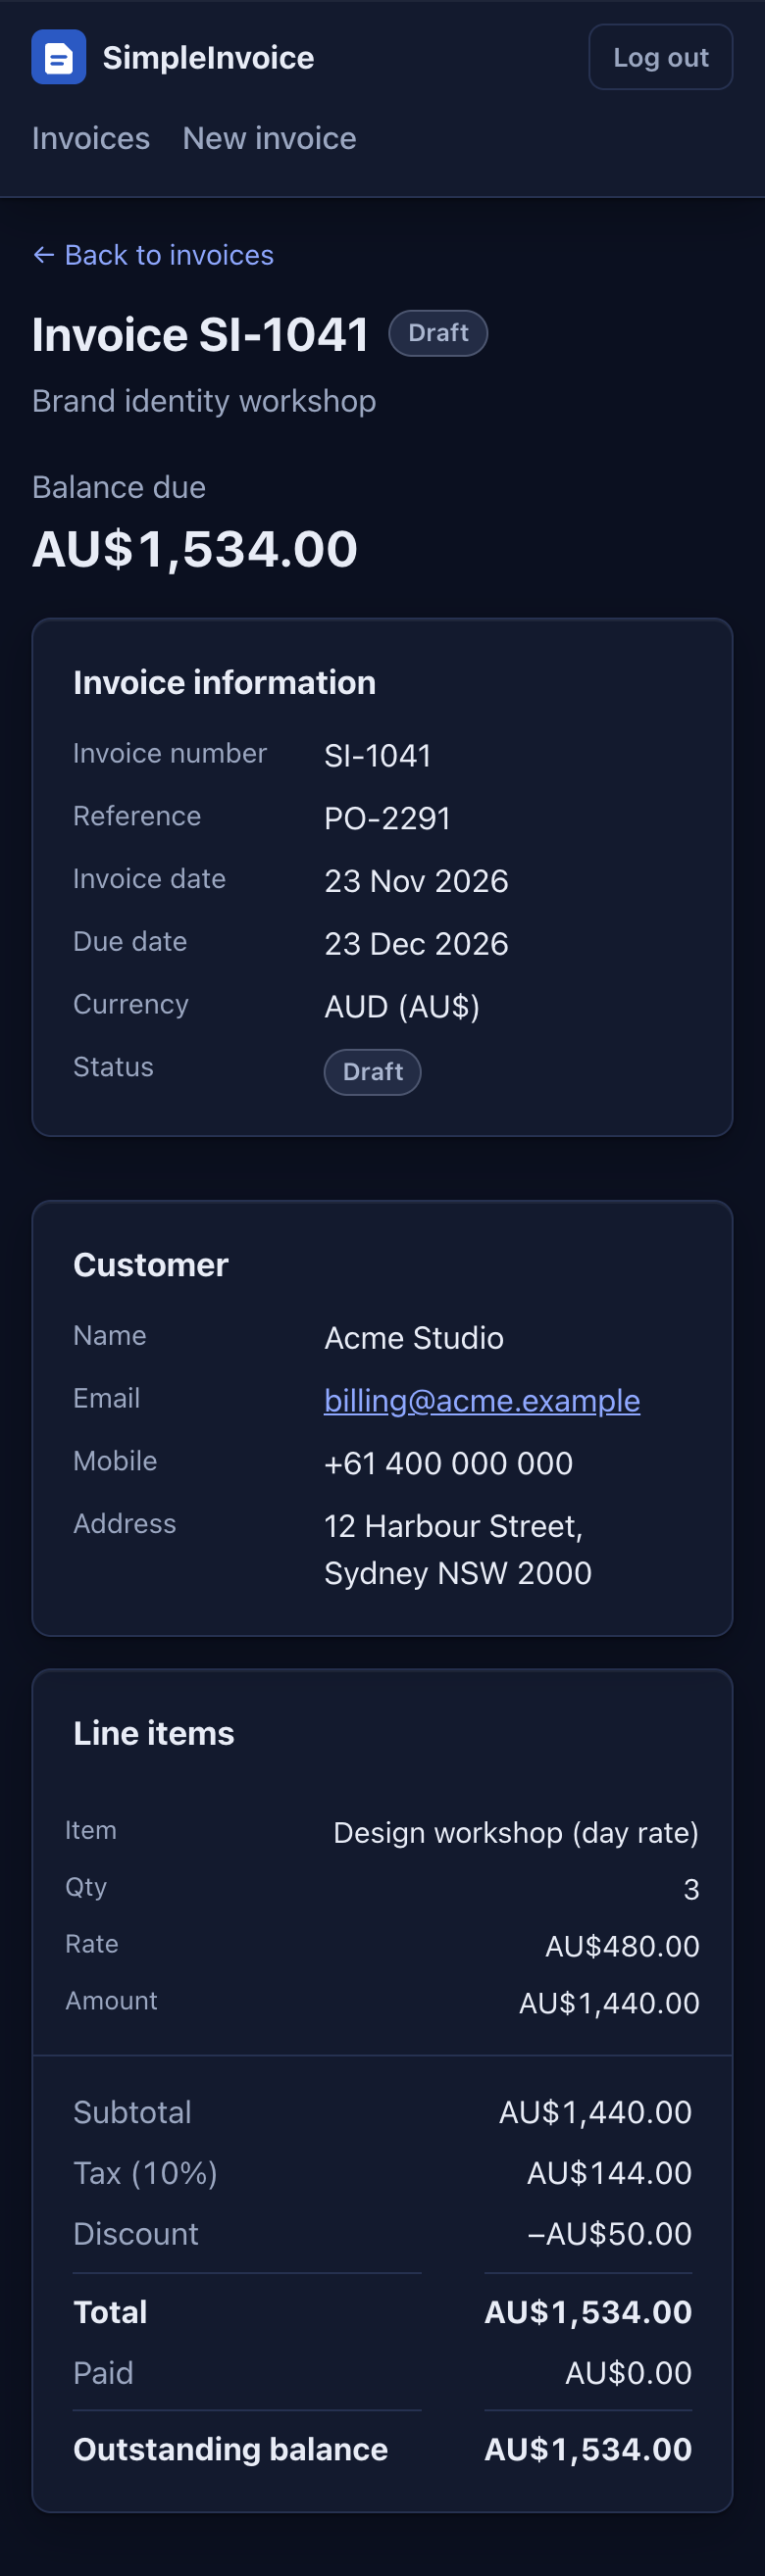 SimpleInvoice
Log out
Invoices New invoice
← Back to invoices
Invoice SI-1041 Draft
Brand identity workshop
Balance due
AU$1,534.00
Invoice information
Invoice number SI-1041
Reference PO-2291
Invoice date 23 Nov 2026
Due date 23 Dec 2026
Currency AUD (AU$)
Status Draft
Customer
Name Acme Studio
Email billing@acme.example
Mobile +61 400 000 000
Address 12 Harbour Street,
Sydney NSW 2000
Line items
Item Design workshop (day rate)
Qty 3
Rate AU$480.00
Amount AU$1,440.00
Subtotal AU$1,440.00
Tax (10%) AU$144.00
Discount –AU$50.00
Total AU$1,534.00
Paid AU$0.00
Outstanding balance AU$1,534.00